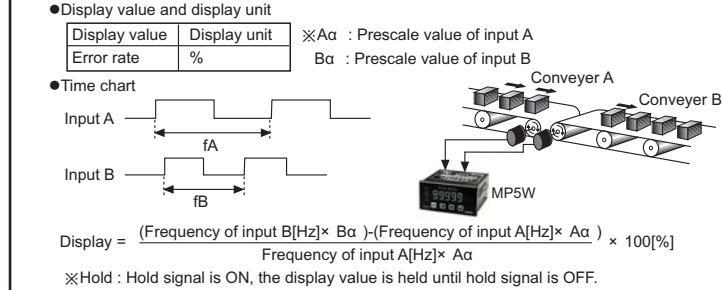 ●Display value and display unit
Display value Display unit
Error rate %
※Aα : Prescale value of input A
Bα : Prescale value of input B
●Time chart
Input A
fA
Input B
fB
Conveyer A
Conveyer B
99999
MP5W
Display = (Frequency of input B[Hz]× Bα )-(Frequency of input A[Hz]× Aα ) × 100[%]
Frequency of input A[Hz]× Aα
※Hold : Hold signal is ON, the display value is held until hold signal is OFF.